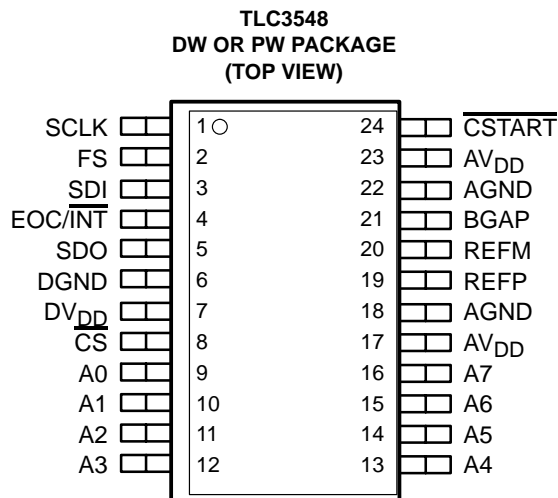 TLC3548
DW OR PW PACKAGE
(TOP VIEW)
SCLK 1 24 CSTART
FS 2 23 AVDD
SDI 3 22 AGND
EOC/INT 4 21 BGAP
SDO 5 20 REFM
DGND 6 19 REFP
DVDD 7 18 AGND
CS 8 17 AVDD
A0 9 16 A7
A1 10 15 A6
A2 11 14 A5
A3 12 13 A4